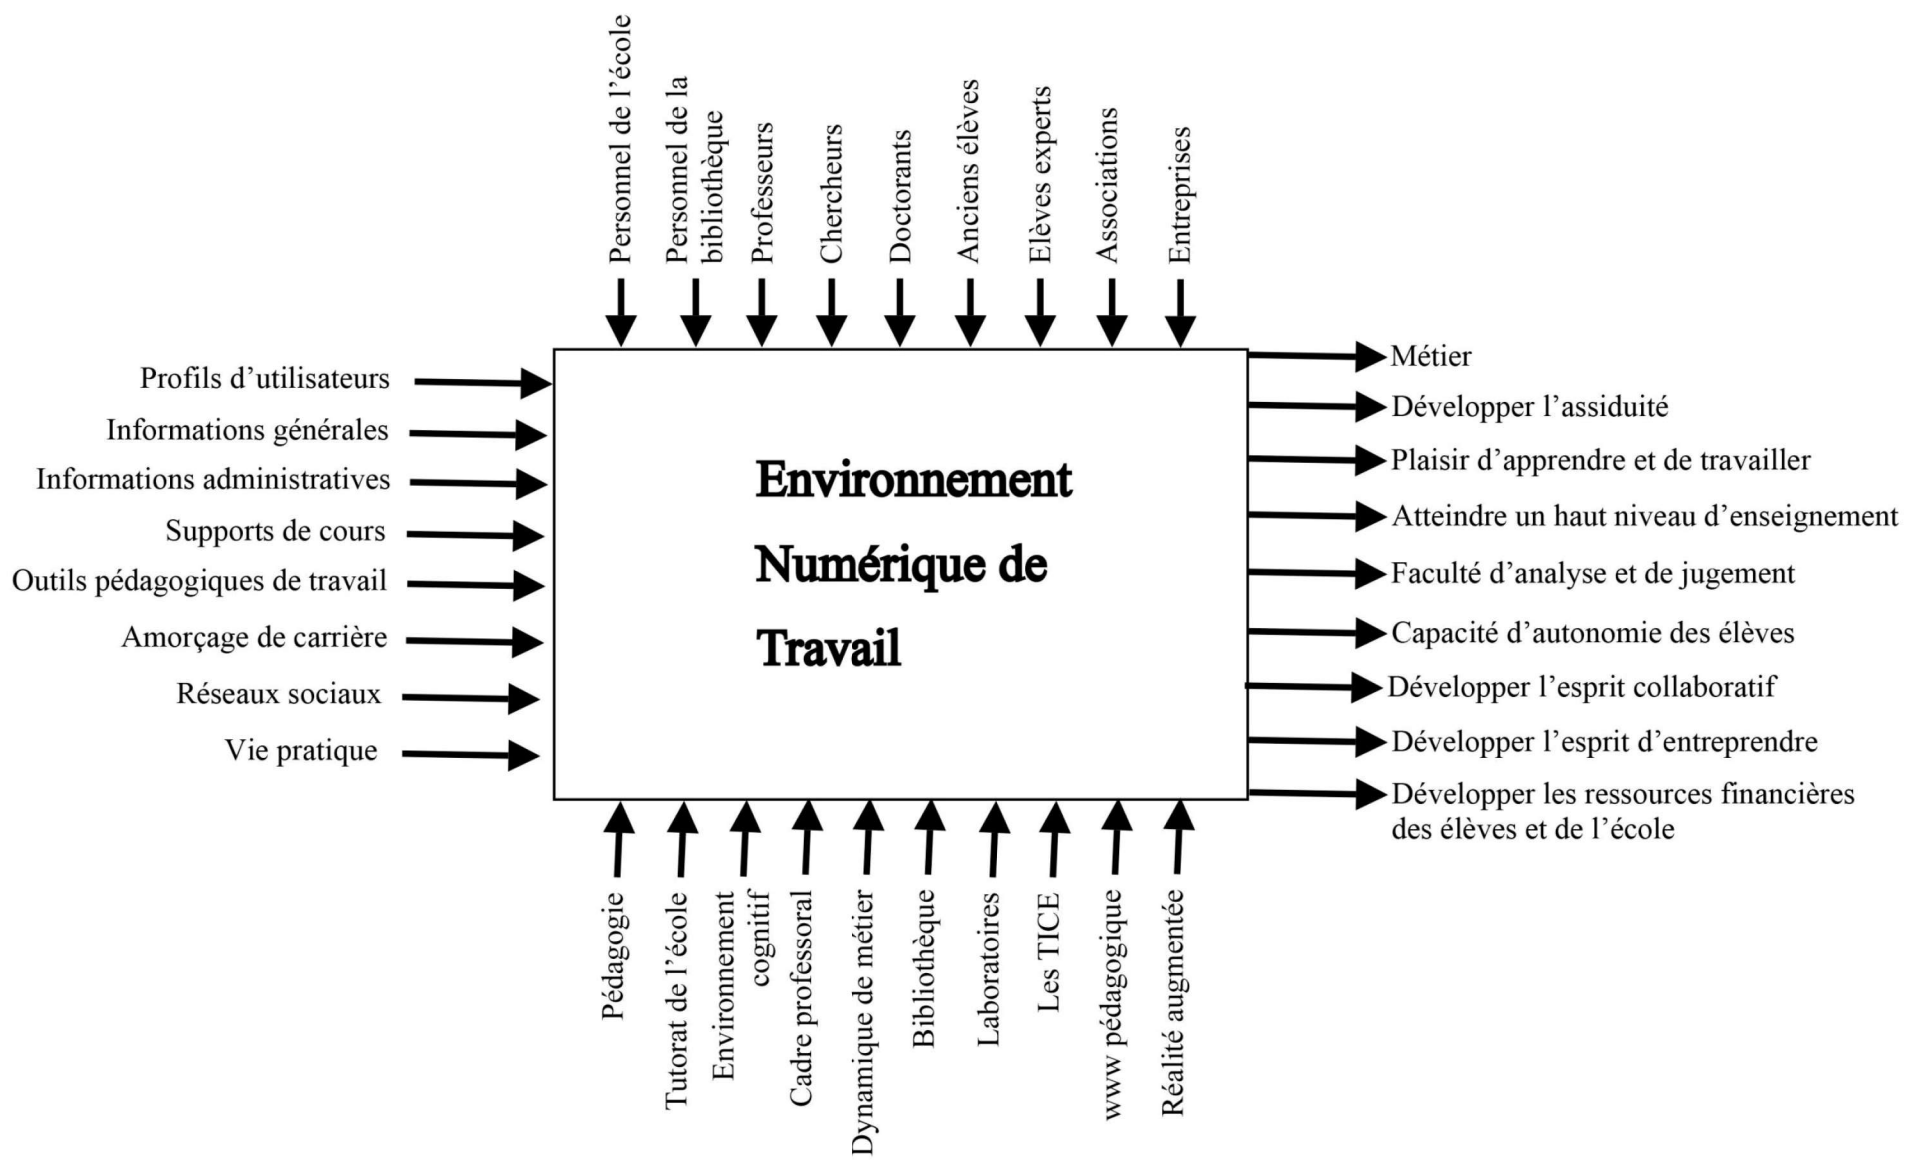 Personnel de l'école
Personnel de la
bibliothèque
Professeurs
Chercheurs
Doctorants
Anciens élèves
Elèves experts
Associations
Entreprises
Profils d'utilisateurs
Informations générales
Informations administratives
Supports de cours
Outils pédagogiques de travail
Amorçage de carrière
Réseaux sociaux
Vie pratique
Environnement
Numérique de
Travail
Métier
Développer l'assiduité
Plaisir d'apprendre et de travailler
Atteindre un haut niveau d'enseignement
Faculté d'analyse et de jugement
Capacité d'autonomie des élèves
Développer l'esprit collaboratif
Développer l'esprit d'entreprendre
Développer les ressources financières
des élèves et de l'école
Pédagogie
Tutorat de l'école
Environnement
cognitif
Cadre professoral
Dynamique de métier
Bibliothèque
Laboratoires
Les TICE
www pédagogique
Réalité augmentée